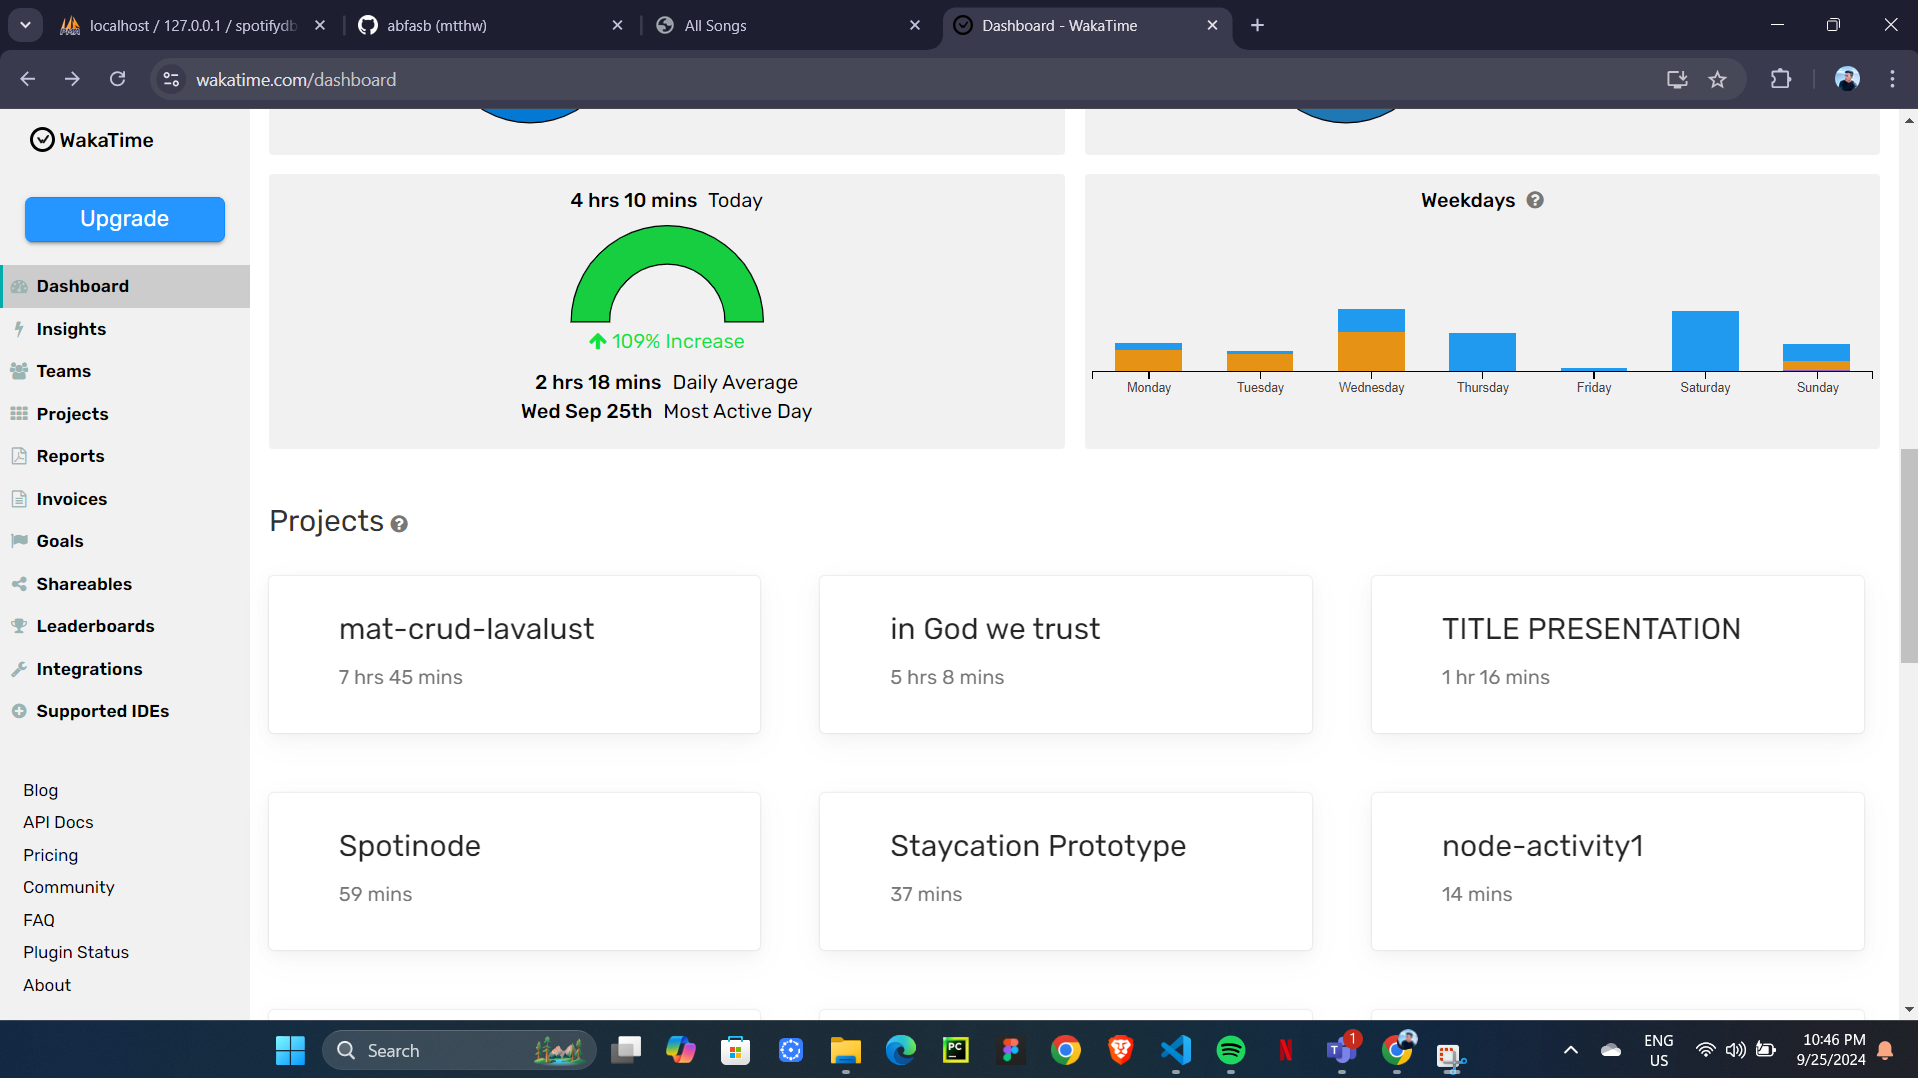 localhost / 127.0.0.1 / spotifydb
abfasb (mtthw)
All Songs
Dashboard - WakaTime
wakatime.com/dashboard
WakaTime
Upgrade
Dashboard
Insights
Teams
Projects
Reports
Invoices
Goals
Shareables
Leaderboards
Integrations
Supported IDEs
Blog
API Docs
Pricing
Community
FAQ
Plugin Status
About
4 hrs 10 mins Today
109% Increase
2 hrs 18 mins Daily Average
Wed Sep 25th Most Active Day
Weekdays
Monday Tuesday Wednesday Thursday Friday Saturday Sunday
Projects
mat-crud-lavalust
7 hrs 45 mins
in God we trust
5 hrs 8 mins
TITLE PRESENTATION
1 hr 16 mins
Spotinode
59 mins
Staycation Prototype
37 mins
node-activity1
14 mins
Search
PC
N
T
1
ENG
US
10:46 PM
9/25/2024